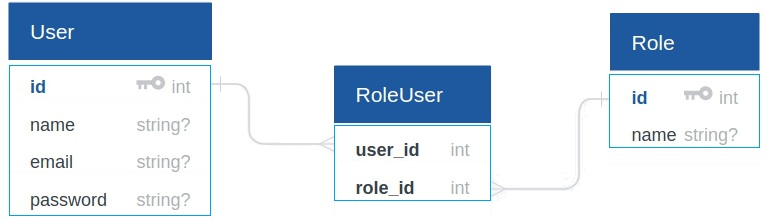 User
id int
name string?
email string?
password string?
RoleUser
user_id int
role_id int
Role
id int
name string?